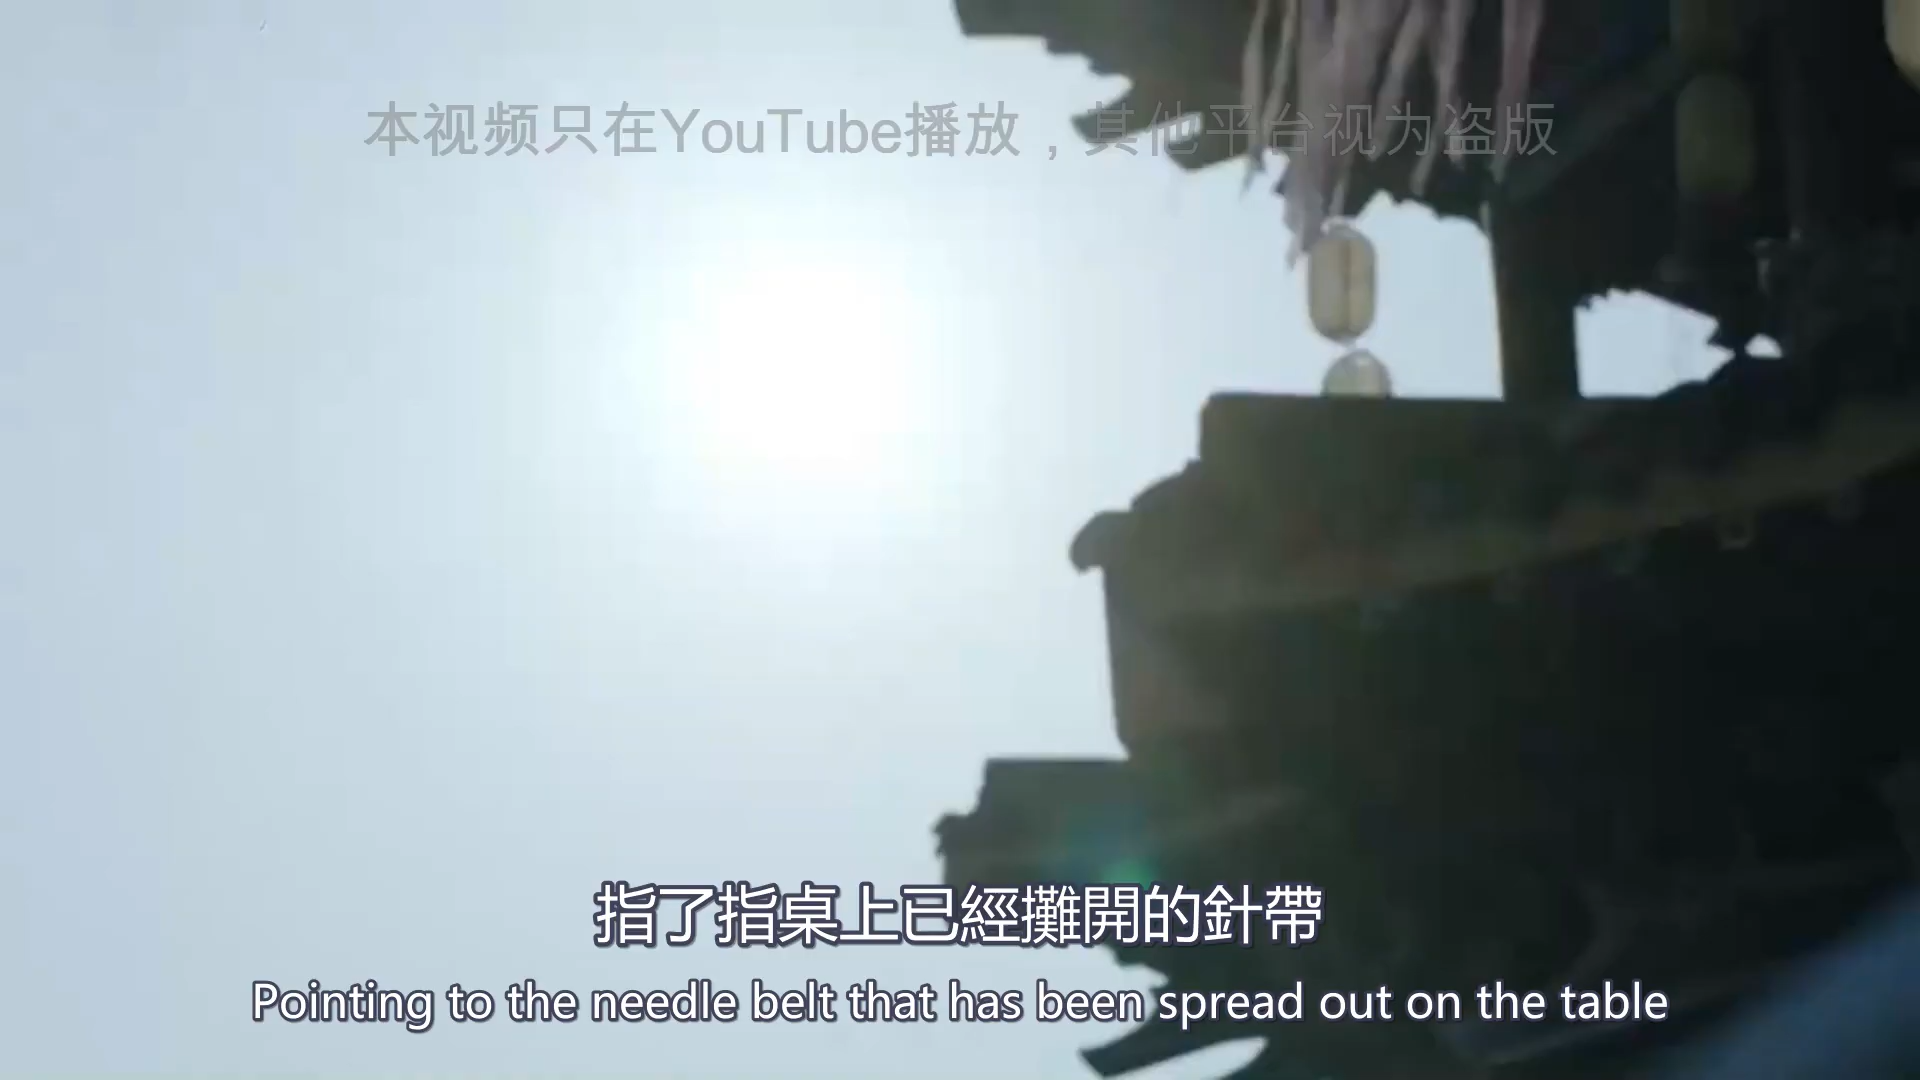 本视频只在YouTube播放，其他平台视为盗版
指了指桌上已經攤開的針帶
Pointing to the needle belt that has been spread out on the table